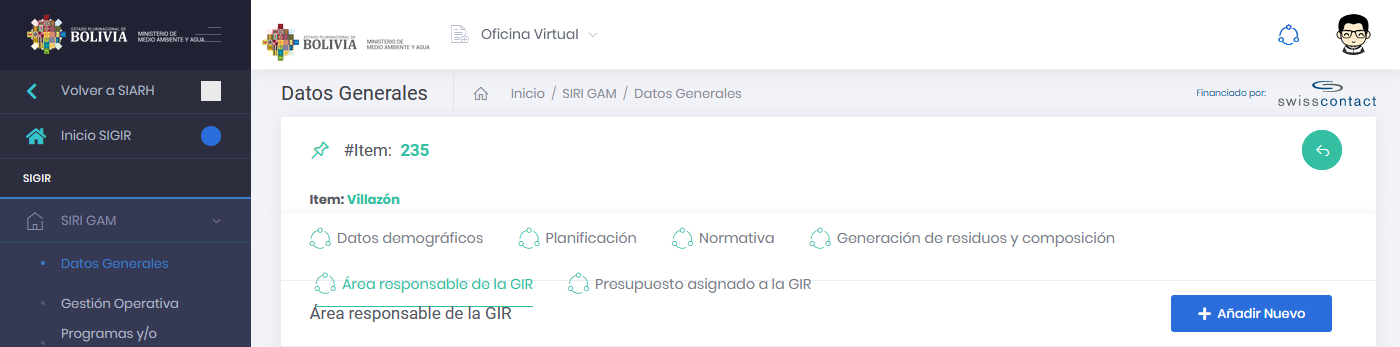 ESTADO PLURINACIONAL DE
BOLIVIA
MINISTERIO DE
MEDIO AMBIENTE Y AGUA
Volver a SIARH
Inicio SIGIR
SIGIR
SIRI GAM
Datos Generales
Gestión Operativa
Programas y/o
ESTADO PLURINACIONAL DE
BOLIVIA
MINISTERIO DE
MEDIO AMBIENTE Y AGUA
Oficina Virtual
Datos Generales
Inicio / SIRI GAM / Datos Generales
Financiado por:
swisscontact
#Item: 235
Item: Villazón
Datos demográficos
Planificación
Normativa
Generación de residuos y composición
Área responsable de la GIR
Presupuesto asignado a la GIR
Área responsable de la GIR
Añadir Nuevo